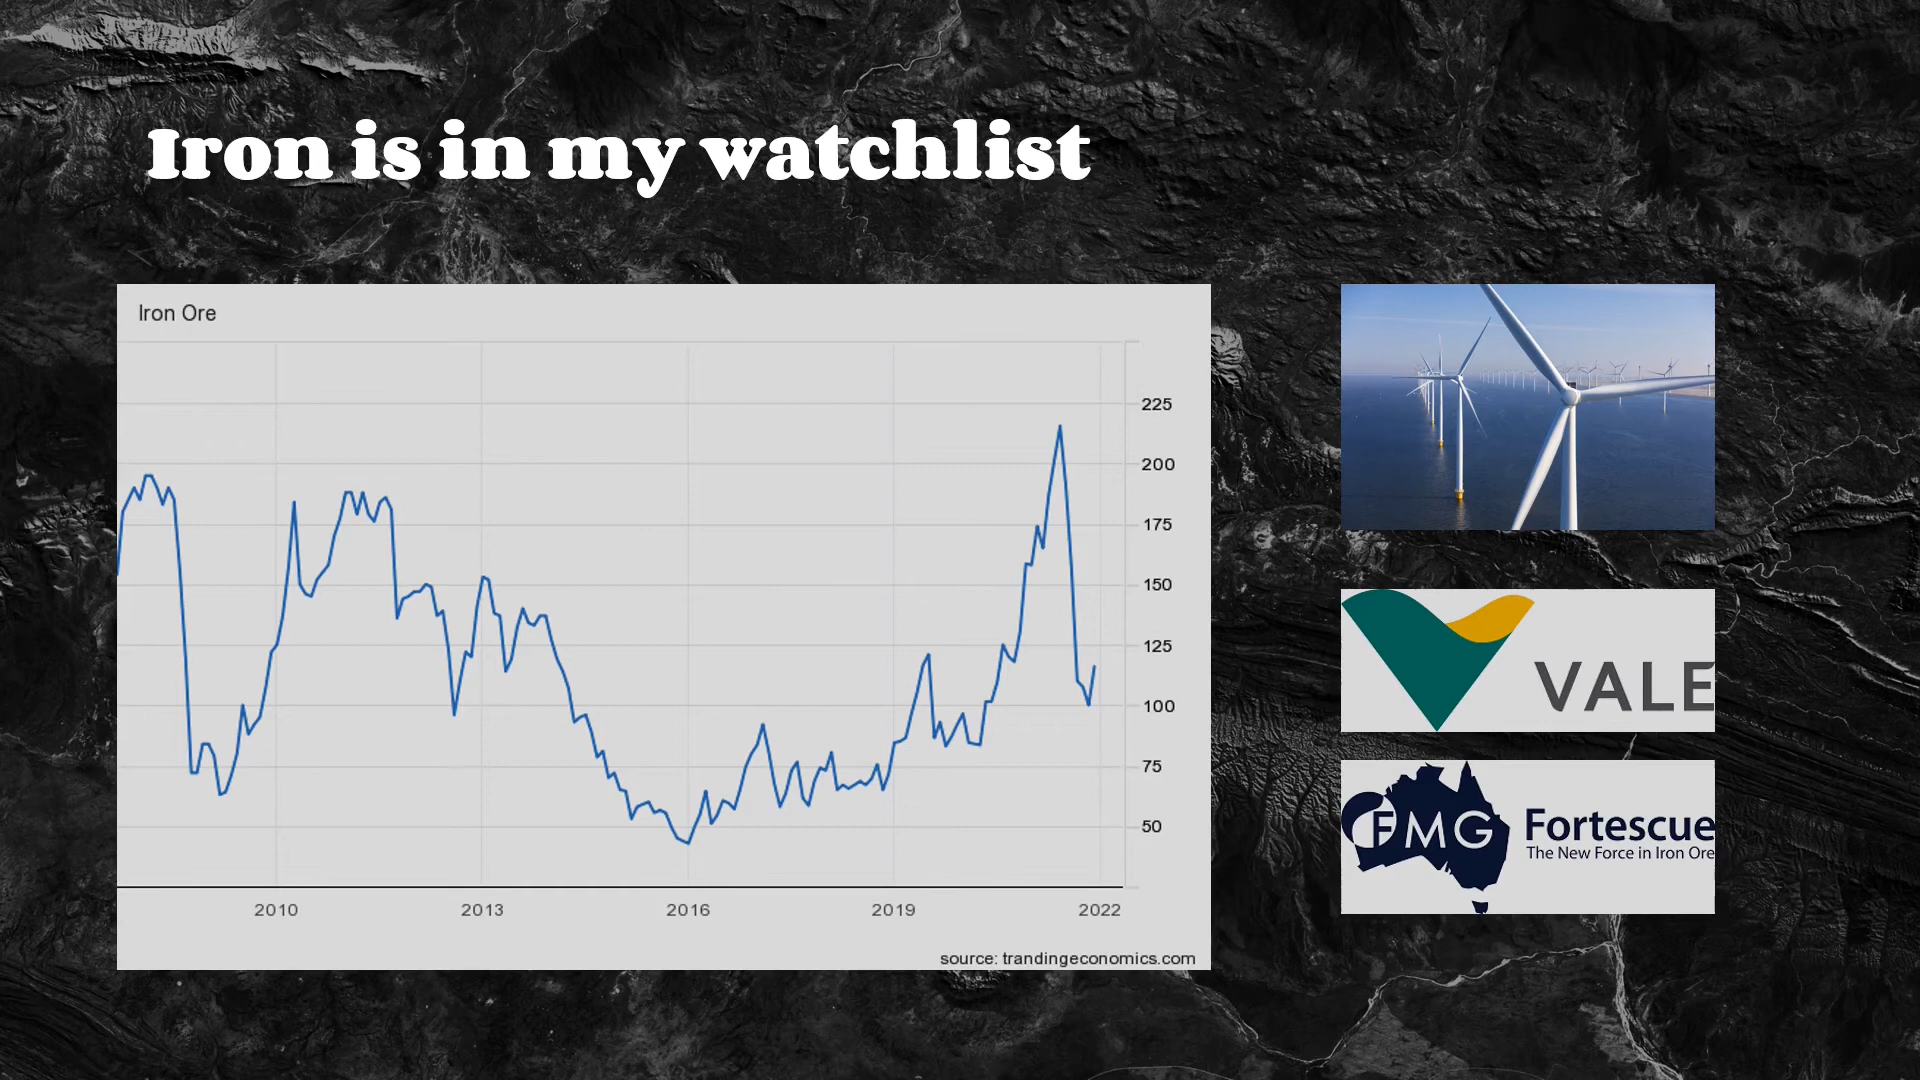 Iron is in my watchlist
Iron Ore
225
200
175
150
125
100
75
50
2010 2013 2016 2019 2022
source: trandingeconomics.com
VALE
FMG Fortescue
The New Force in Iron Ore